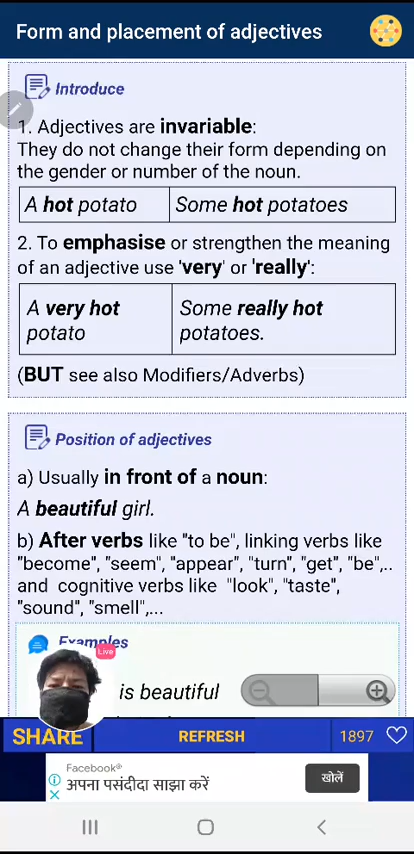 Form and placement of adjectives
Introduce
1. Adjectives are invariable:
They do not change their form depending on
the gender or number of the noun.
A hot potato
Some hot potatoes
2. To emphasise or strengthen the meaning
of an adjective use 'very' or 'really':
A very hot
potato
Some really hot
potatoes.
(BUT see also Modifiers/Adverbs)
Position of adjectives
a) Usually in front of a noun:
A beautiful girl.
b) After verbs like "to be", linking verbs like
"become", "seem", "appear", "turn", "get", "be",..
and cognitive verbs like "look", "taste",
"sound", "smell",...
Examples
Live
is beautiful
SHARE
REFRESH
1897
Facebook®
अपना पसंदीदा साझा करें
खोलें